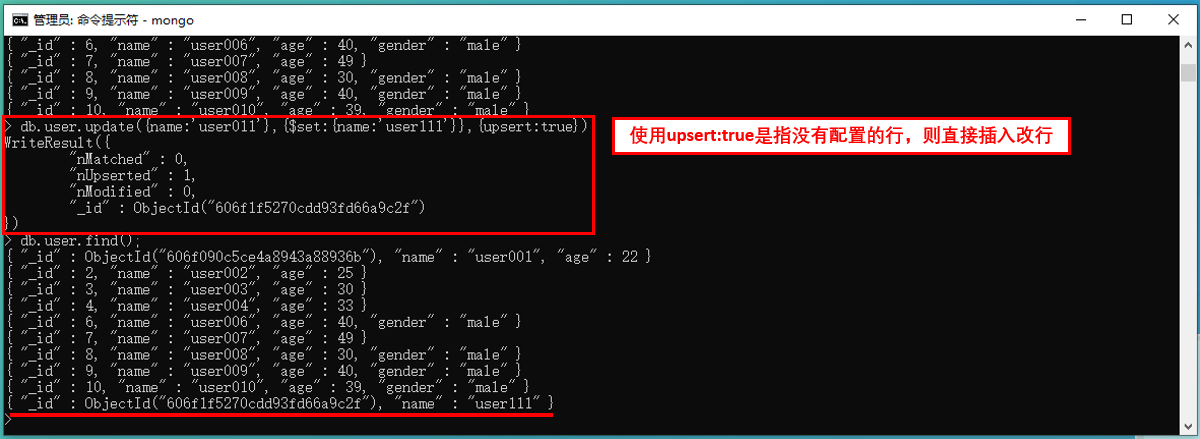 管理员: 命令提示符 - mongo
{ "_id" : 6, "name" : "user006", "age" : 40, "gender" : "male" }
{ "_id" : 7, "name" : "user007", "age" : 49 }
{ "_id" : 8, "name" : "user008", "age" : 30, "gender" : "male" }
{ "_id" : 9, "name" : "user009", "age" : 40, "gender" : "male" }
{ "_id" : 10, "name" : "user010", "age" : 39, "gender" : "male" }
> db.user.update({name:'user011'},{$set:{name:'user111'}},{upsert:true})
使用upsert:true是指没有配置的行，则直接插入改行
WriteResult({
"nMatched" : 0,
"nUpserted" : 1,
"nModified" : 0,
"_id" : ObjectId("606f1f5270cdd93fd66a9c2f")
})
> db.user.find();
{ "_id" : ObjectId("606f090c5ce4a8943a88936b"), "name" : "user001", "age" : 22 }
{ "_id" : 2, "name" : "user002", "age" : 25 }
{ "_id" : 3, "name" : "user003", "age" : 30 }
{ "_id" : 4, "name" : "user004", "age" : 33 }
{ "_id" : 6, "name" : "user006", "age" : 40, "gender" : "male" }
{ "_id" : 7, "name" : "user007", "age" : 49 }
{ "_id" : 8, "name" : "user008", "age" : 30, "gender" : "male" }
{ "_id" : 9, "name" : "user009", "age" : 40, "gender" : "male" }
{ "_id" : 10, "name" : "user010", "age" : 39, "gender" : "male" }
{ "_id" : ObjectId("606f1f5270cdd93fd66a9c2f"), "name" : "user111" }
>